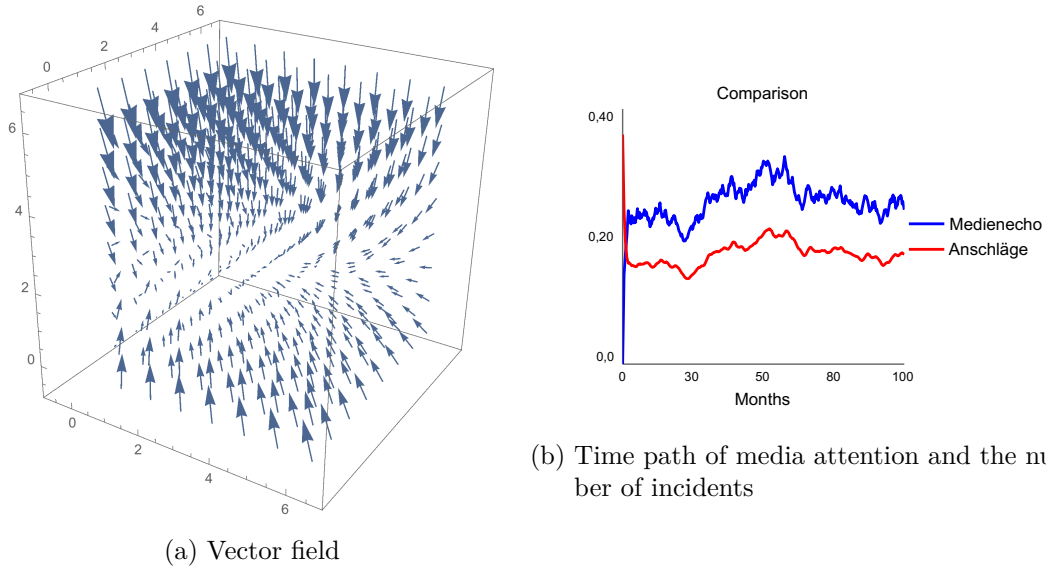 6
4
2
0
6
4
2
0
0
2
4
6
(a) Vector field
Comparison
0,40
0,20
0,0
0
30
50
80
100
Months
Medienecho
Anschläge
(b) Time path of media attention and the nu
ber of incidents